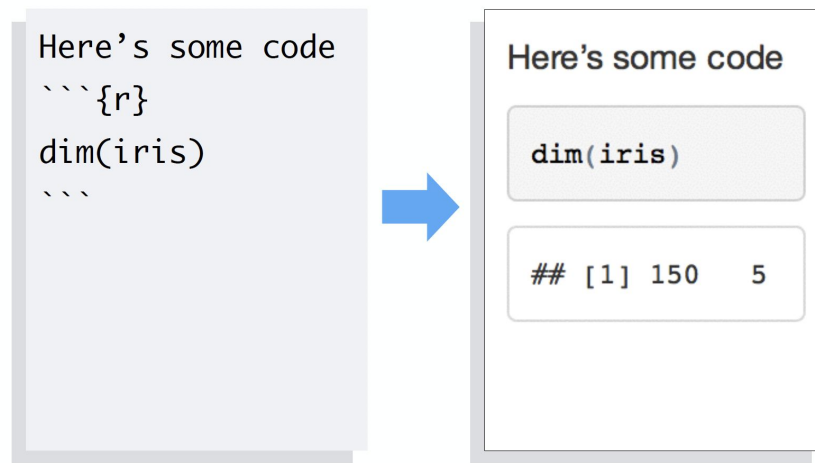 Here’s some code
```{r}
dim(iris)
```
Here’s some code
dim(iris)
## [1] 150   5